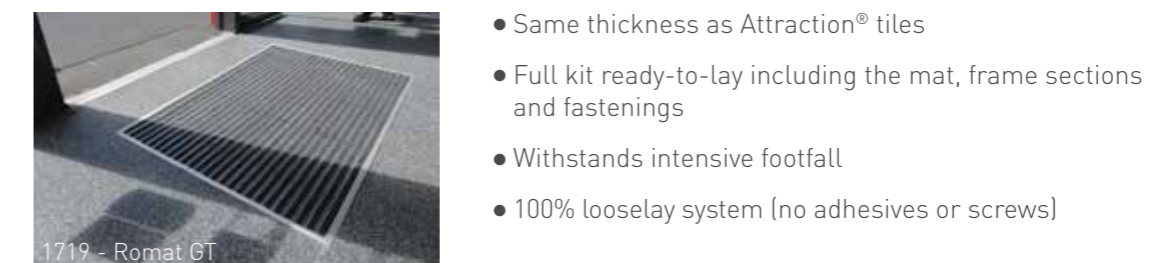 ● Same thickness as Attraction® tiles
● Full kit ready-to-lay including the mat, frame sections
and fastenings
● Withstands intensive footfall
● 100% looselay system (no adhesives or screws)
1719 - Romat GT